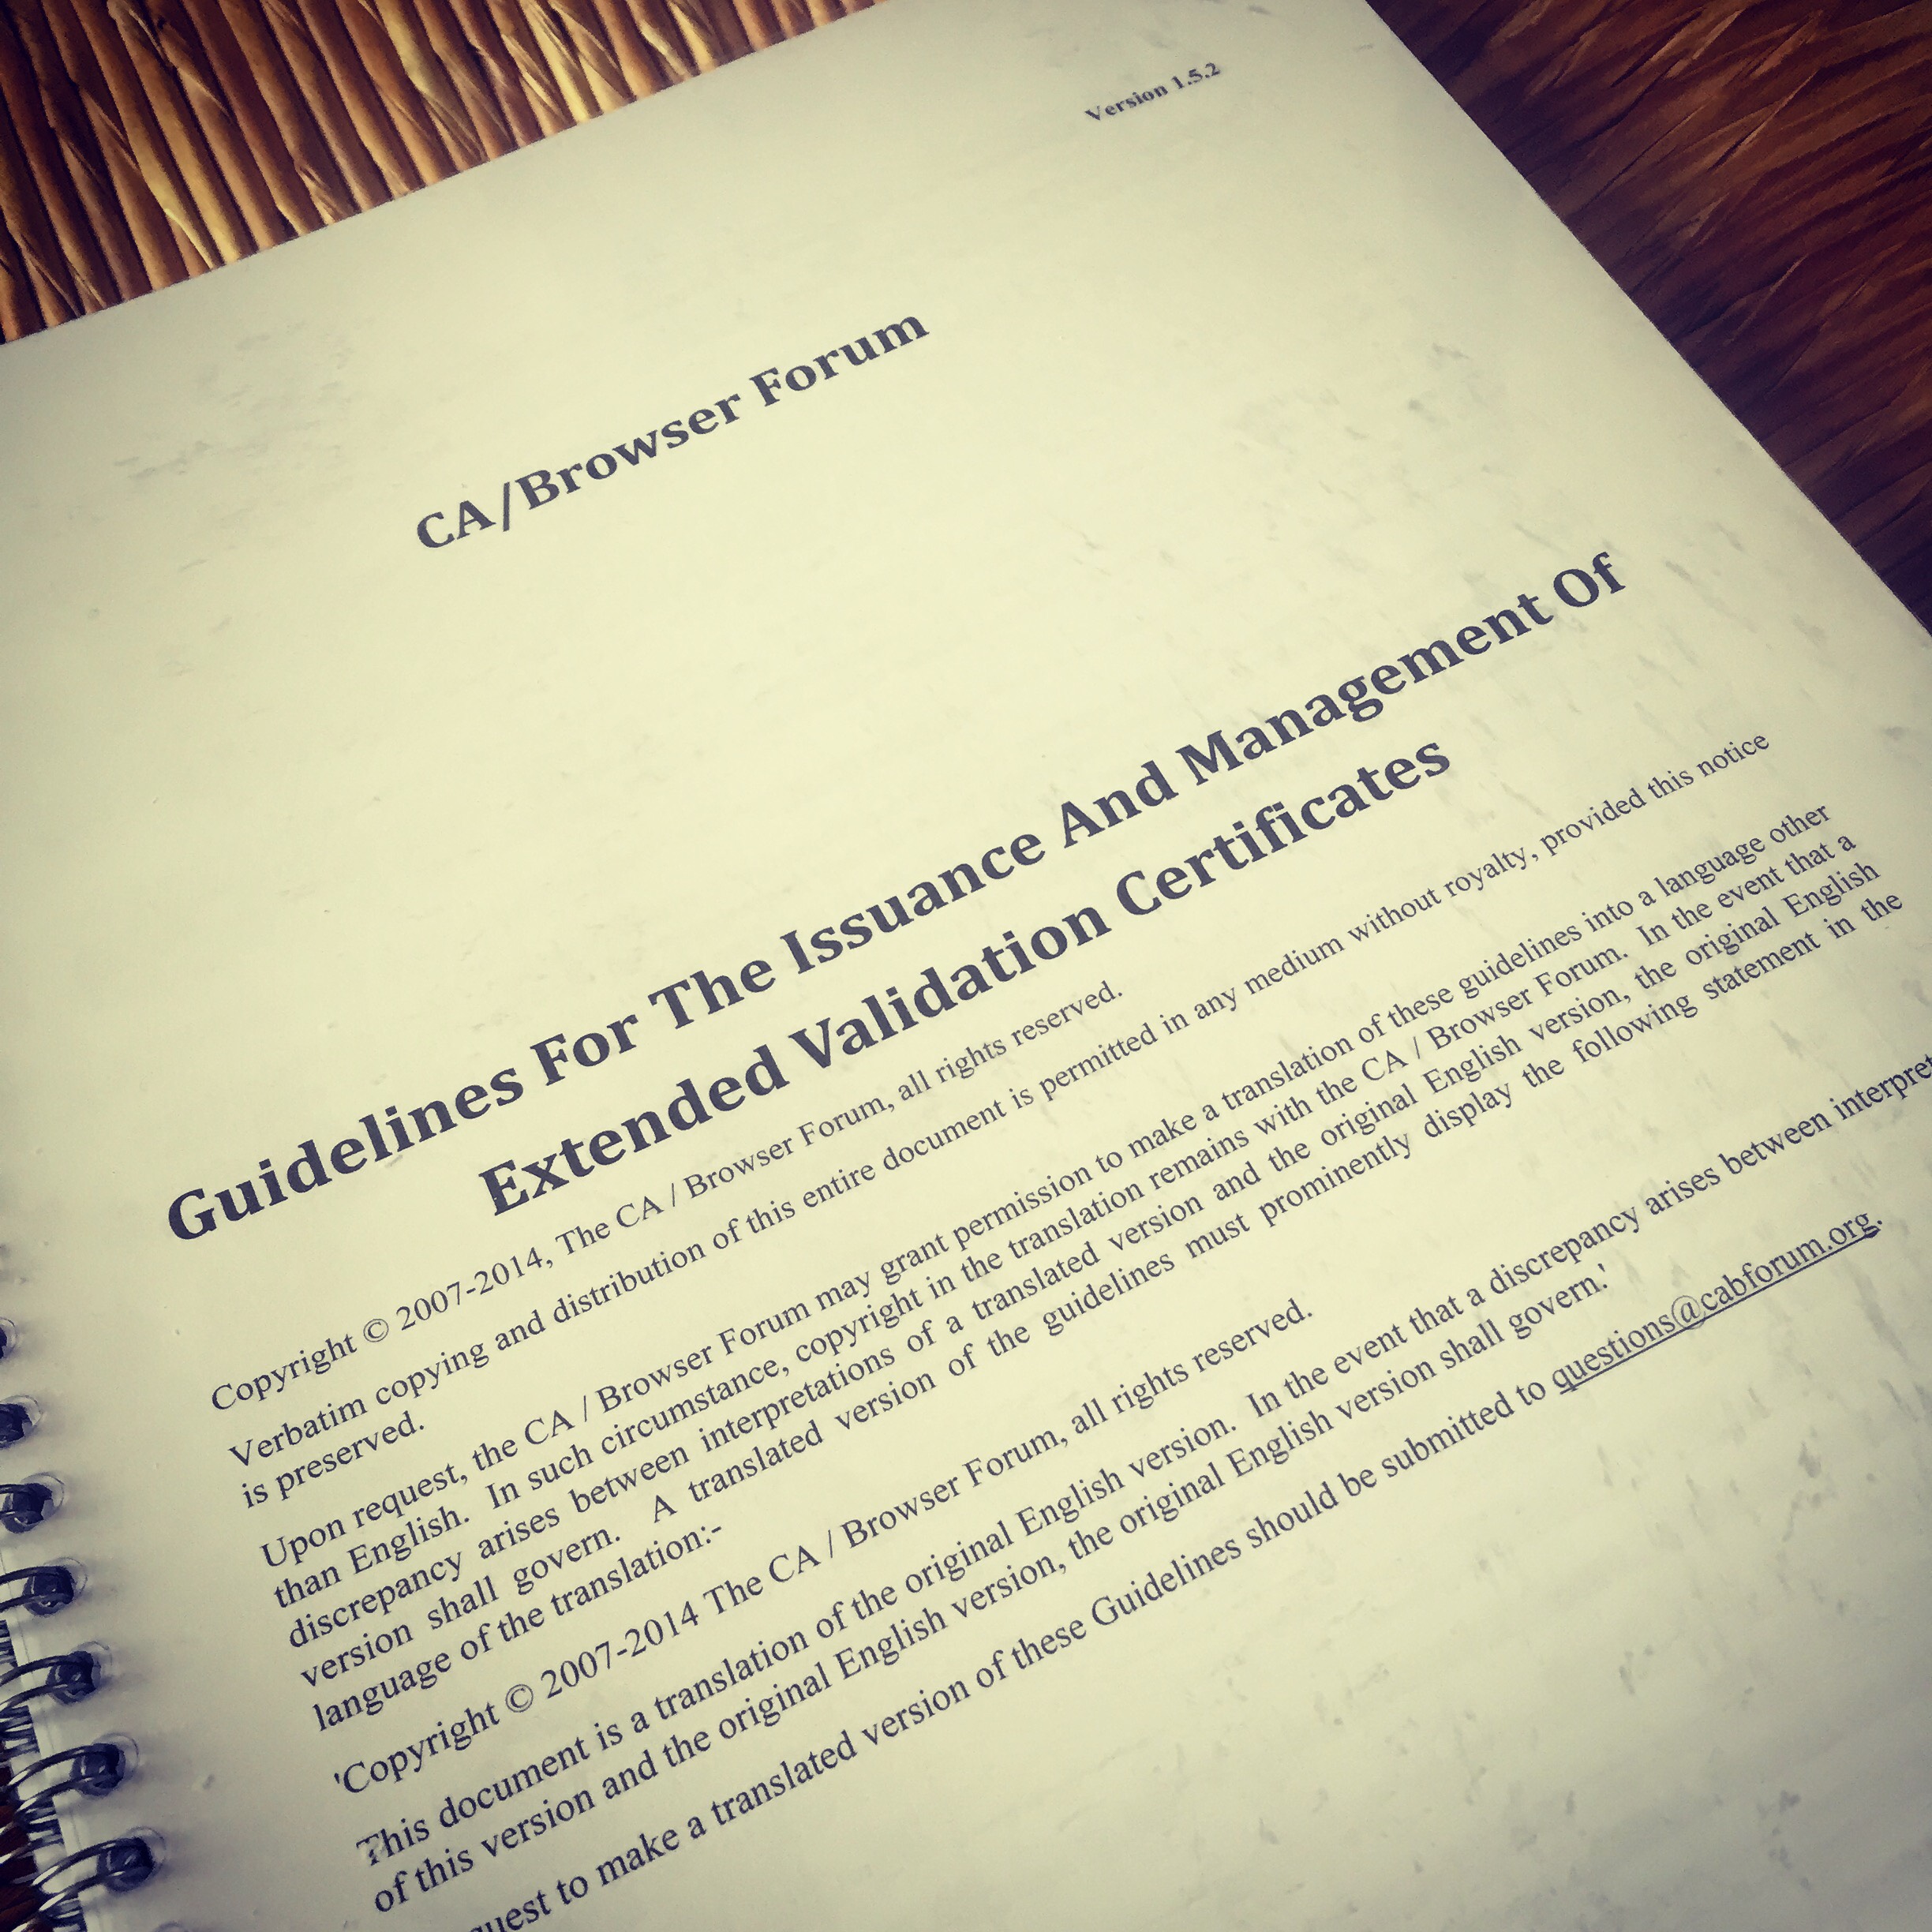 Version 1.5.2
CA/Browser Forum
Guidelines For The Issuance And Management Of
Extended Validation Certificates
Copyright © 2007-2014, The CA / Browser Forum, all rights reserved.
Verbatim copying and distribution of this entire document is permitted in any medium without royalty, provided this notice
is preserved.
Upon request, the CA / Browser Forum may grant permission to make a translation of these guidelines into a language other
than English. In such circumstance, copyright in the translation remains with the CA / Browser Forum. In the event that a
discrepancy arises between interpretations of a translated version and the original English version, the original English
version shall govern. A translated version of the guidelines must prominently display the following statement in the
language of the translation:-
'Copyright © 2007-2014 The CA / Browser Forum, all rights reserved.
This document is a translation of the original English version. In the event that a discrepancy arises between
of this version and the original English version, the original English version shall govern.'
to make a translated version of these Guidelines should be submitted to questions@cabforum.org.